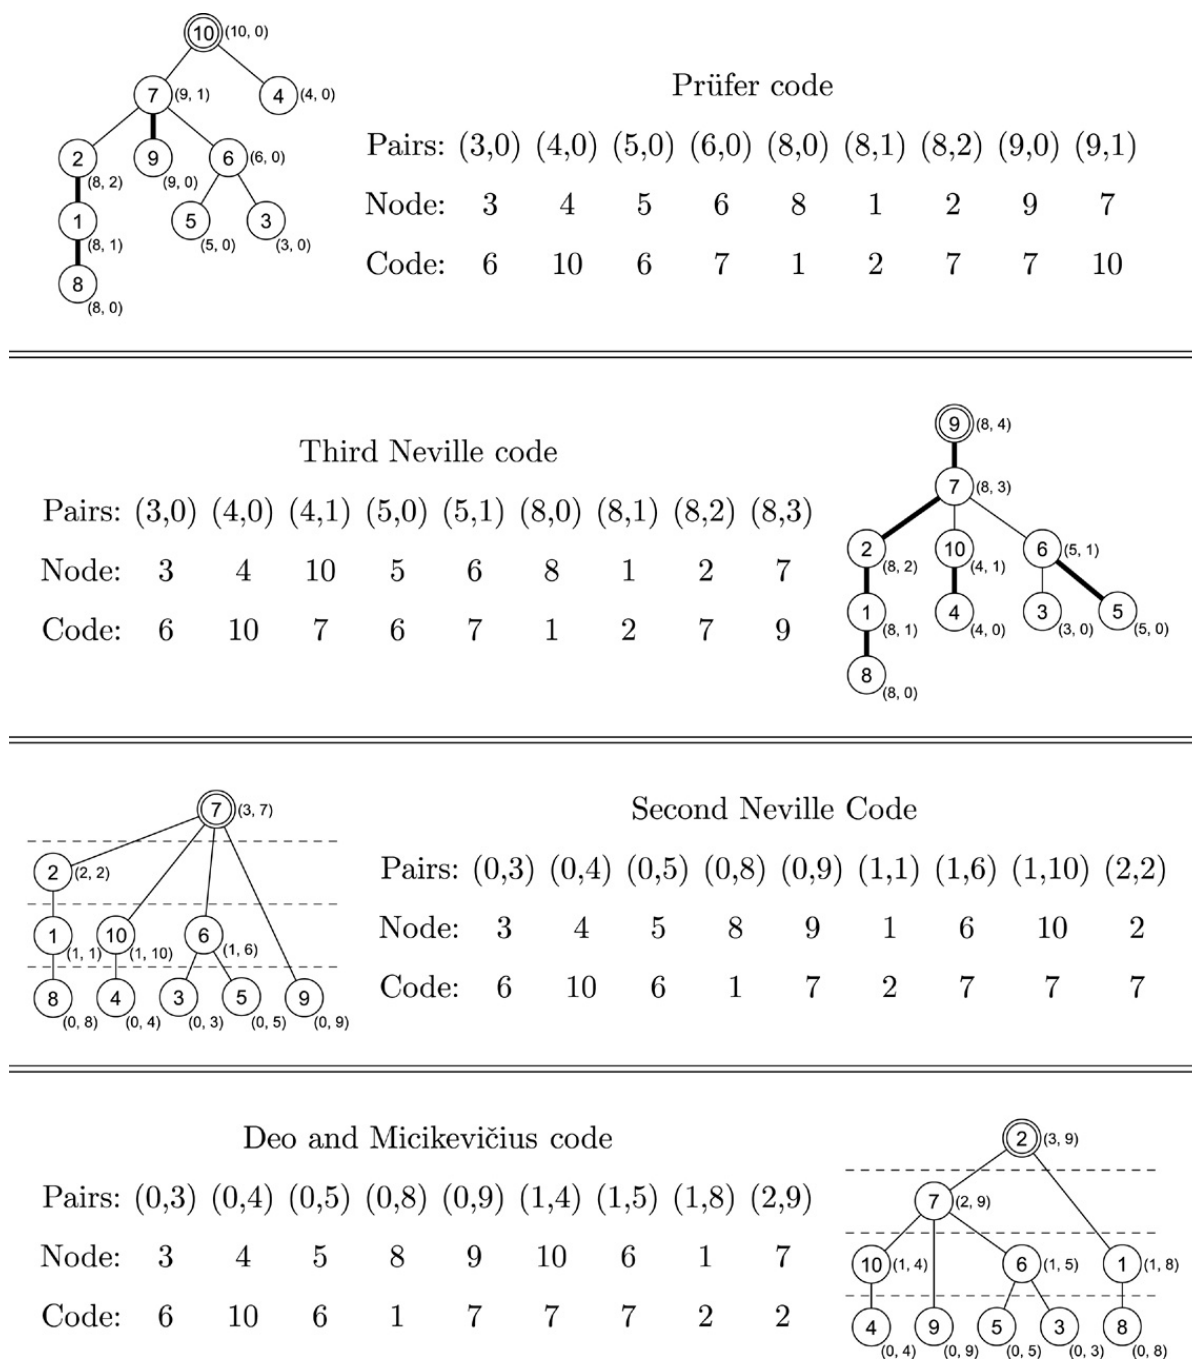 10 (10, 0)
7 (9, 1) 4 (4, 0)
2 (8, 2) 9 (9, 0) 6 (6, 0)
1 (8, 1) 5 (5, 0) 3 (3, 0)
8 (8, 0)
Prüfer code
Pairs: (3,0) (4,0) (5,0) (6,0) (8,0) (8,1) (8,2) (9,0) (9,1)
Node: 3 4 5 6 8 1 2 9 7
Code: 6 10 6 7 1 2 7 7 10
Third Neville code
Pairs: (3,0) (4,0) (4,1) (5,0) (5,1) (8,0) (8,1) (8,2) (8,3)
Node: 3 4 10 5 6 8 1 2 7
Code: 6 10 7 6 7 1 2 7 9
9 (8, 4)
7 (8, 3)
2 (8, 2) 10 (4, 1) 6 (5, 1)
1 (8, 1) 4 (4, 0) 3 (3, 0) 5 (5, 0)
8 (8, 0)
7 (3, 7)
2 (2, 2)
1 (1, 1) 10 (1, 10) 6 (1, 6)
8 (0, 8) 4 (0, 4) 3 (0, 3) 5 (0, 5) 9 (0, 9)
Second Neville Code
Pairs: (0,3) (0,4) (0,5) (0,8) (0,9) (1,1) (1,6) (1,10) (2,2)
Node: 3 4 5 8 9 1 6 10 2
Code: 6 10 6 1 7 2 7 7 7
Deo and Micikevičius code
Pairs: (0,3) (0,4) (0,5) (0,8) (0,9) (1,4) (1,5) (1,8) (2,9)
Node: 3 4 5 8 9 10 6 1 7
Code: 6 10 6 1 7 7 7 2 2
2 (3, 9)
7 (2, 9)
10 (1, 4) 6 (1, 5) 1 (1, 8)
4 (0, 4) 9 (0, 9) 5 (0, 5) 3 (0, 3) 8 (0, 8)